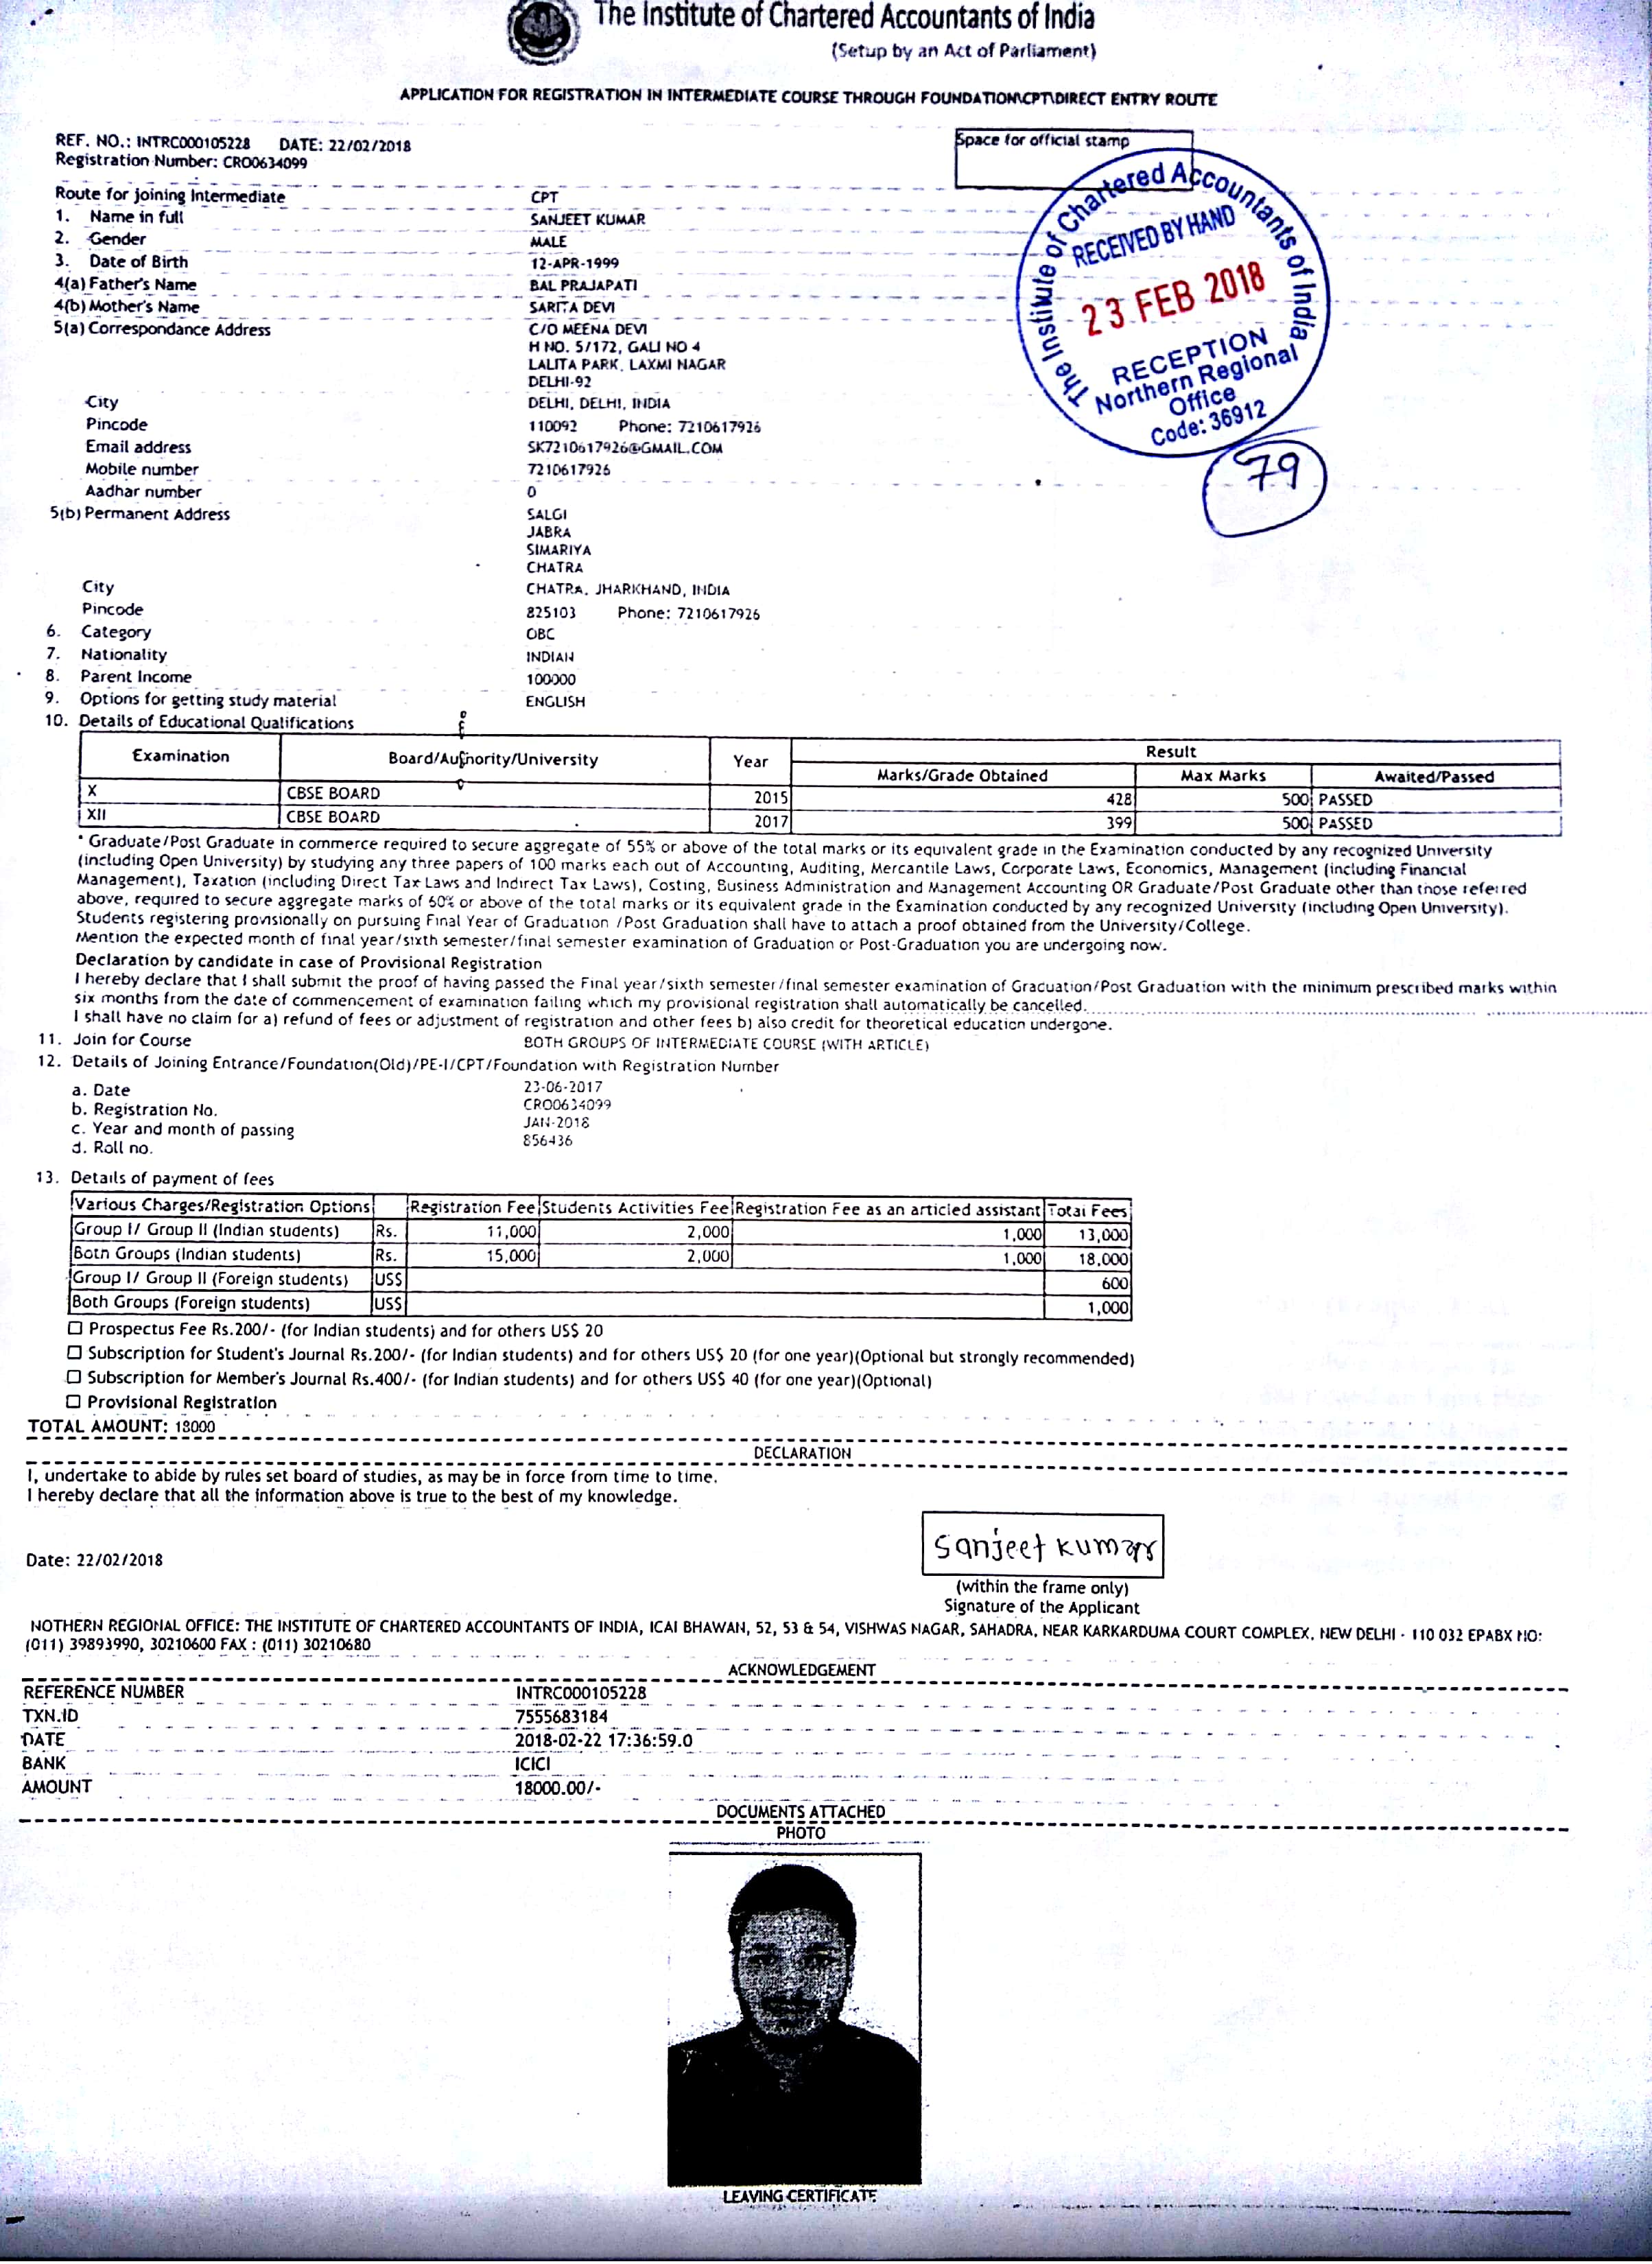 The Institute of Chartered Accountants of India
(Setup by an Act of Parliament)
APPLICATION FOR REGISTRATION IN INTERMEDIATE COURSE THROUGH FOUNDATION\CPT\DIRECT ENTRY ROUTE
REF. NO.: INTRC000105228 DATE: 22/02/2018
Registration Number: CRO0634099
Space for official stamp
The Institute of Chartered Accountants of India
RECEIVED BY HAND
23 FEB 2018
RECEPTION
Northern Regional
Office
Code: 36912
79
Route for joining Intermediate CPT
1. Name in full SANJEET KUMAR
2. Gender MALE
3. Date of Birth 12-APR-1999
4(a) Father's Name BAL PRAJAPATI
4(b) Mother's Name SARITA DEVI
5(a) Correspondance Address C/O MEENA DEVI
H NO. 5/172, GALI NO 4
LALITA PARK, LAXMI NAGAR
DELHI-92
City DELHI, DELHI, INDIA
Pincode 110092 Phone: 7210617926
Email address SK7210617926@GMAIL.COM
Mobile number 7210617926
Aadhar number 0
5(b) Permanent Address SALGI
JABRA
SIMARIYA
CHATRA
City CHATRA, JHARKHAND, INDIA
Pincode 825103 Phone: 7210617926
6. Category OBC
7. Nationality INDIAN
8. Parent Income 100000
9. Options for getting study material ENGLISH
10. Details of Educational Qualifications
Examination Board/Authority/University Year Result
Marks/Grade Obtained Max Marks Awaited/Passed
X CBSE BOARD 2015 428 500 PASSED
XII CBSE BOARD 2017 399 500 PASSED
* Graduate/Post Graduate in commerce required to secure aggregate of 55% or above of the total marks or its equivalent grade in the Examination conducted by any recognized University
(including Open University) by studying any three papers of 100 marks each out of Accounting, Auditing, Mercantile Laws, Corporate Laws, Economics, Management (including Financial
Management), Taxation (including Direct Tax Laws and Indirect Tax Laws), Costing, Business Administration and Management Accounting OR Graduate/Post Graduate other than those referred
above, required to secure aggregate marks of 60% or above of the total marks or its equivalent grade in the Examination conducted by any recognized University (including Open University).
Students registering provisionally on pursuing Final Year of Graduation /Post Graduation shall have to attach a proof obtained from the University/College.
Mention the expected month of final year/sixth semester/final semester examination of Graduation or Post-Graduation you are undergoing now.
Declaration by candidate in case of Provisional Registration
I hereby declare that I shall submit the proof of having passed the Final year/sixth semester/final semester examination of Graduation/Post Graduation with the minimum prescribed marks within
six months from the date of commencement of examination failing which my provisional registration shall automatically be cancelled.
I shall have no claim for a) refund of fees or adjustment of registration and other fees b) also credit for theoretical education undergone.
11. Join for Course BOTH GROUPS OF INTERMEDIATE COURSE (WITH ARTICLE)
12. Details of Joining Entrance/Foundation(Old)/PE-I/CPT/Foundation with Registration Number
a. Date 23-06-2017
b. Registration No. CRO0634099
c. Year and month of passing JAN-2018
d. Roll no. 856436
13. Details of payment of fees
Various Charges/Registration Options Registration Fee Students Activities Fee Registration Fee as an articled assistant Total Fees
Group I/ Group II (Indian students) Rs. 11,000 2,000 1,000 13,000
Both Groups (Indian students) Rs. 15,000 2,000 1,000 18,000
Group I/ Group II (Foreign students) US$ 600
Both Groups (Foreign students) US$ 1,000
Prospectus Fee Rs.200/- (for Indian students) and for others US$ 20
Subscription for Student's Journal Rs.200/- (for Indian students) and for others US$ 20 (for one year)(Optional but strongly recommended)
Subscription for Member's Journal Rs.400/- (for Indian students) and for others US$ 40 (for one year)(Optional)
Provisional Registration
TOTAL AMOUNT: 18000
DECLARATION
I, undertake to abide by rules set board of studies, as may be in force from time to time.
I hereby declare that all the information above is true to the best of my knowledge.
Sanjeet Kumar
Date: 22/02/2018
(within the frame only)
Signature of the Applicant
NOTHERN REGIONAL OFFICE: THE INSTITUTE OF CHARTERED ACCOUNTANTS OF INDIA, ICAI BHAWAN, 52, 53 & 54, VISHWAS NAGAR, SAHADRA, NEAR KARKARDUMA COURT COMPLEX, NEW DELHI - 110 032 EPABX NO:
(011) 39893990, 30210600 FAX : (011) 30210680
ACKNOWLEDGEMENT
REFERENCE NUMBER INTRC000105228
TXN.ID 7555683184
DATE 2018-02-22 17:36:59.0
BANK ICICI
AMOUNT 18000.00/-
DOCUMENTS ATTACHED
PHOTO
LEAVING CERTIFICATE